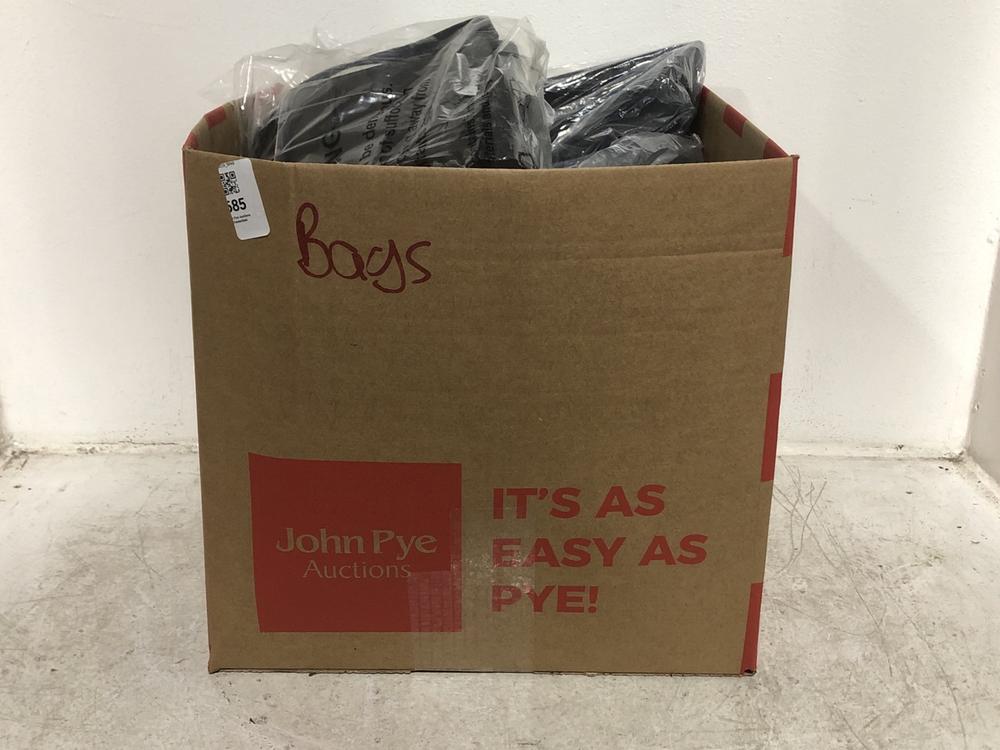 585
Bags
John Pye
Auctions
IT'S AS
EASY AS
PYE!